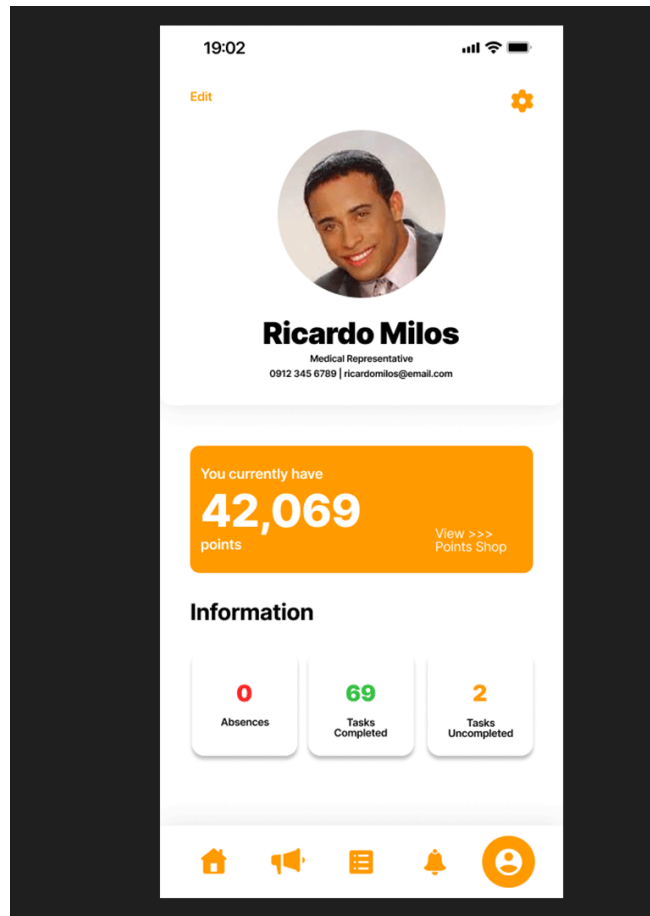 19:02
Edit
Ricardo Milos
Medical Representative
0912 345 6789 | ricardomilos@email.com
You currently have
42,069
points
View >>>
Points Shop
Information
0
Absences
69
Tasks
Completed
2
Tasks
Uncompleted